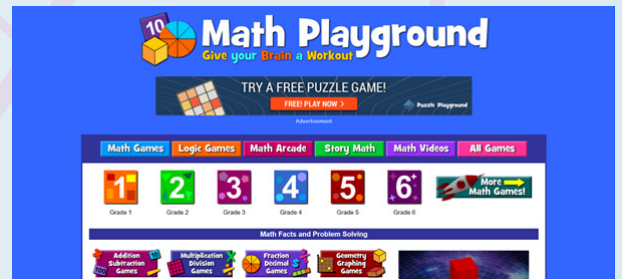 10
Math Playground
Give your Brain a Workout
TRY A FREE PUZZLE GAME!
FREE! PLAY NOW >
Puzzle Playground
Advertisement
Math Games Logic Games Math Arcade Story Math Math Videos All Games
1 2 3 4 5 6+
More
Math Games!
Grade 1 Grade 2 Grade 3 Grade 4 Grade 5 Grade 6
Math Facts and Problem Solving
Addition Subtraction Games
Multiplication Division Games
Fraction Decimal Games
Geometry Graphing Games